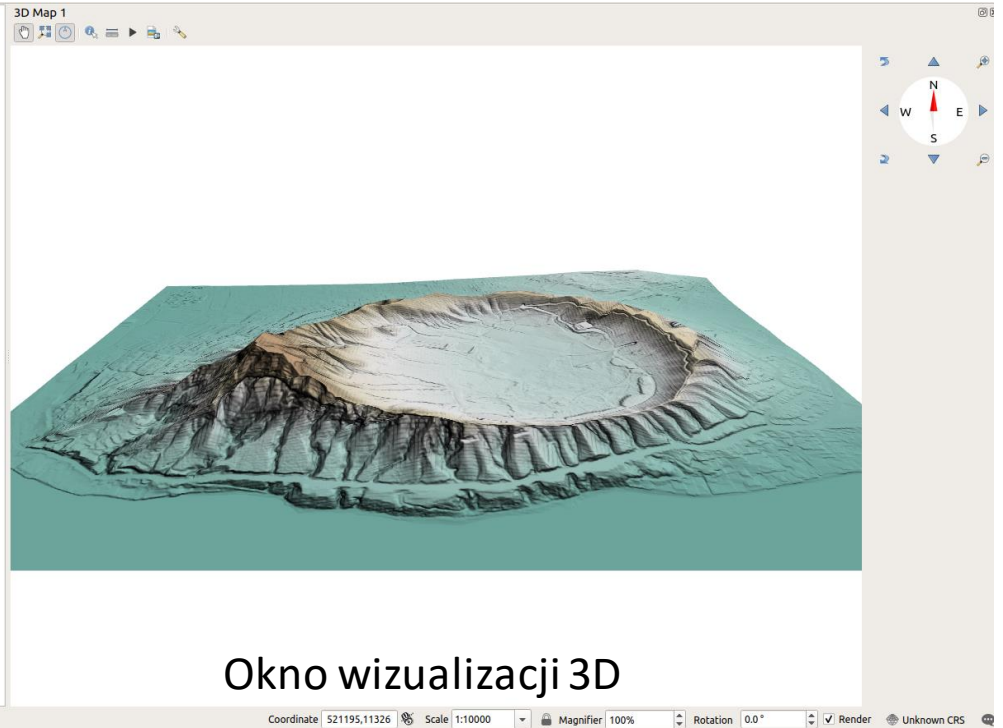 3D Map 1
N
W E
S
Okno wizualizacji 3D
Coordinate 521195,11326 Scale 1:10000 Magnifier 100% Rotation 0.0 ° Render Unknown CRS